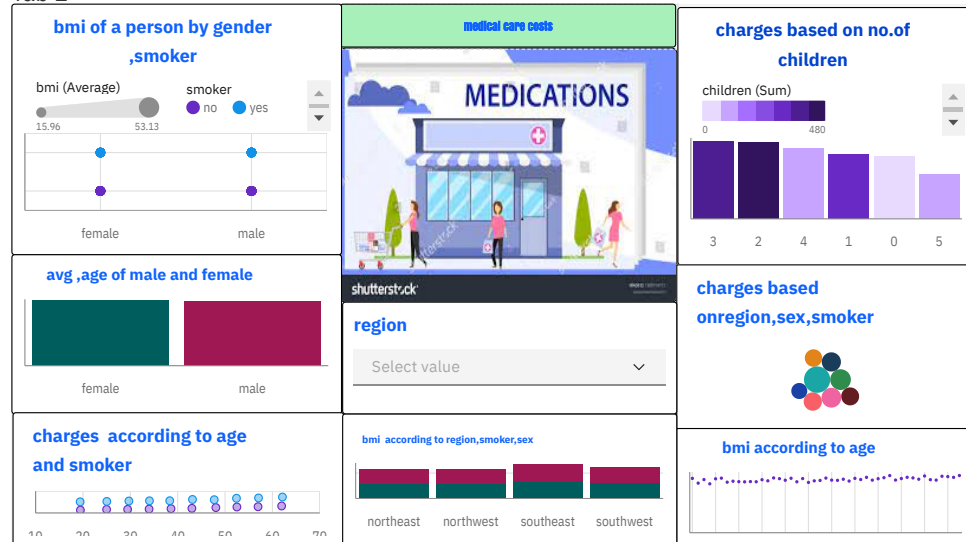 bmi of a person by gender
,smoker
bmi (Average)
15.96
53.13
smoker
no
yes
female
male
avg ,age of male and female
female
male
charges according to age
and smoker
10 20 30 40 50 60 70
medical care costs
MEDICATIONS
shutterstock
shutterstock
region
Select value
bmi according to region,smoker,sex
northeast northwest southeast southwest
charges based on no.of
children
children (Sum)
0
480
3 2 4 1 0 5
charges based
onregion,sex,smoker
bmi according to age